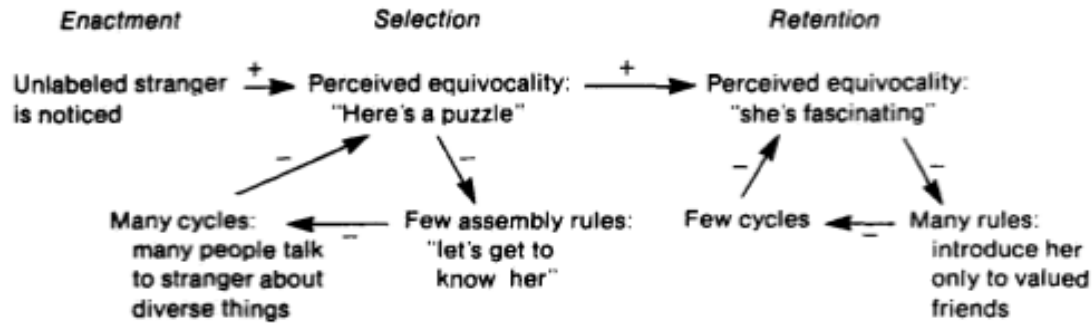 Enactment Selection Retention
+ +
Unlabeled stranger Perceived equivocality: Perceived equivocality:
is noticed "Here's a puzzle" "she's fascinating"
− − − −
Many cycles: Few assembly rules: Few cycles Many rules:
− −
many people talk "let's get to introduce her
to stranger about know her" only to valued
diverse things friends